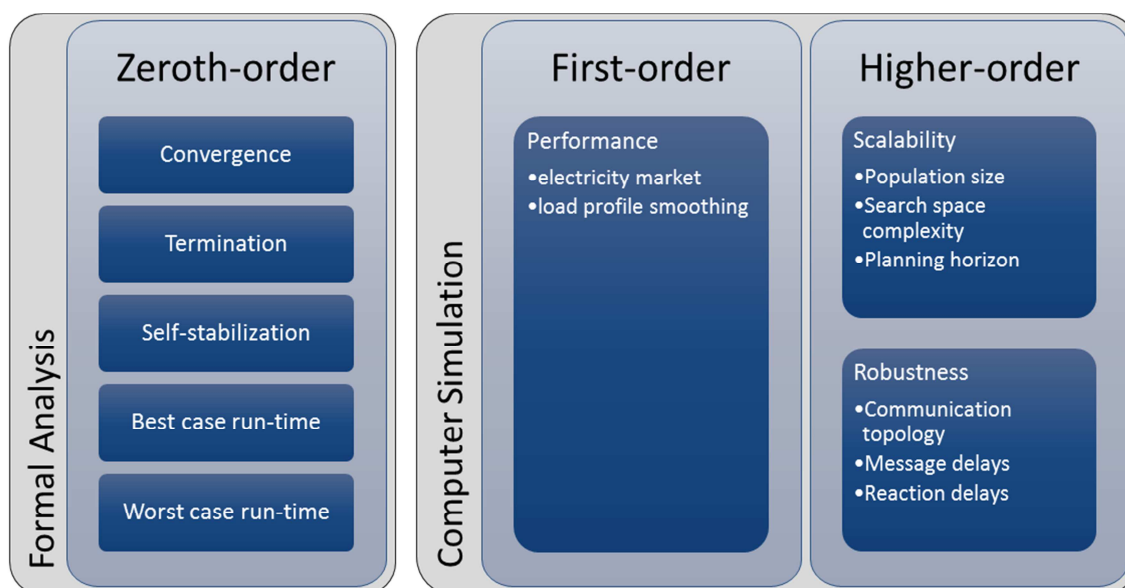 Formal Analysis
Zeroth-order
Convergence
Termination
Self-stabilization
Best case run-time
Worst case run-time
Computer Simulation
First-order
Performance
•electricity market
•load profile smoothing
Higher-order
Scalability
•Population size
•Search space
complexity
•Planning horizon
Robustness
•Communication
topology
•Message delays
•Reaction delays